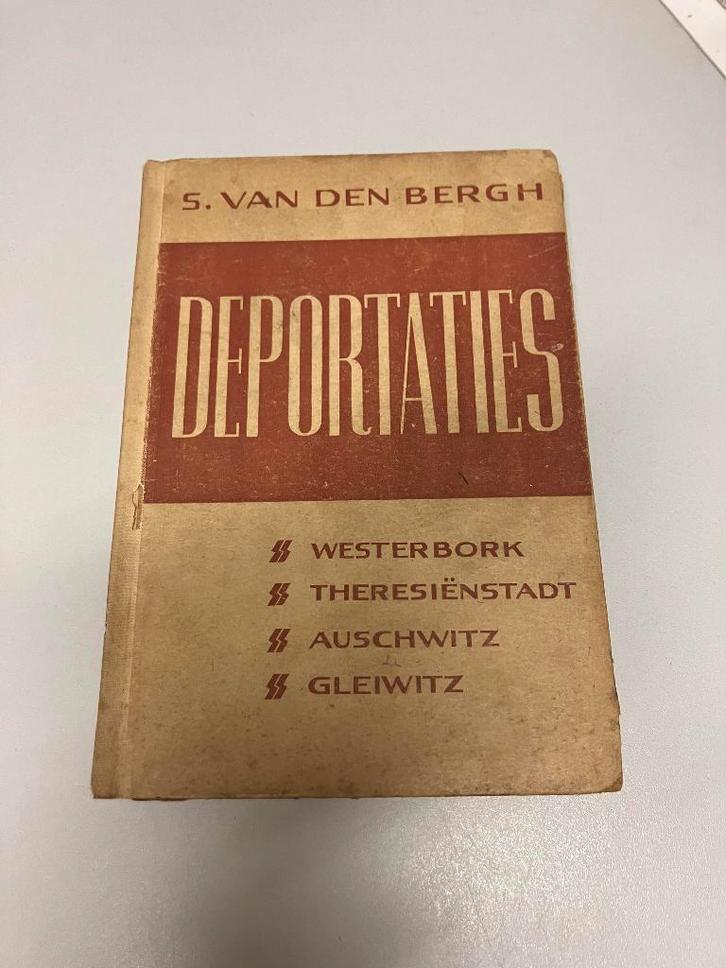 S. VAN DEN BERGH
DEPORTATIES
WESTERBORK
THERESIËNSTADT
AUSCHWITZ
GLEIWITZ